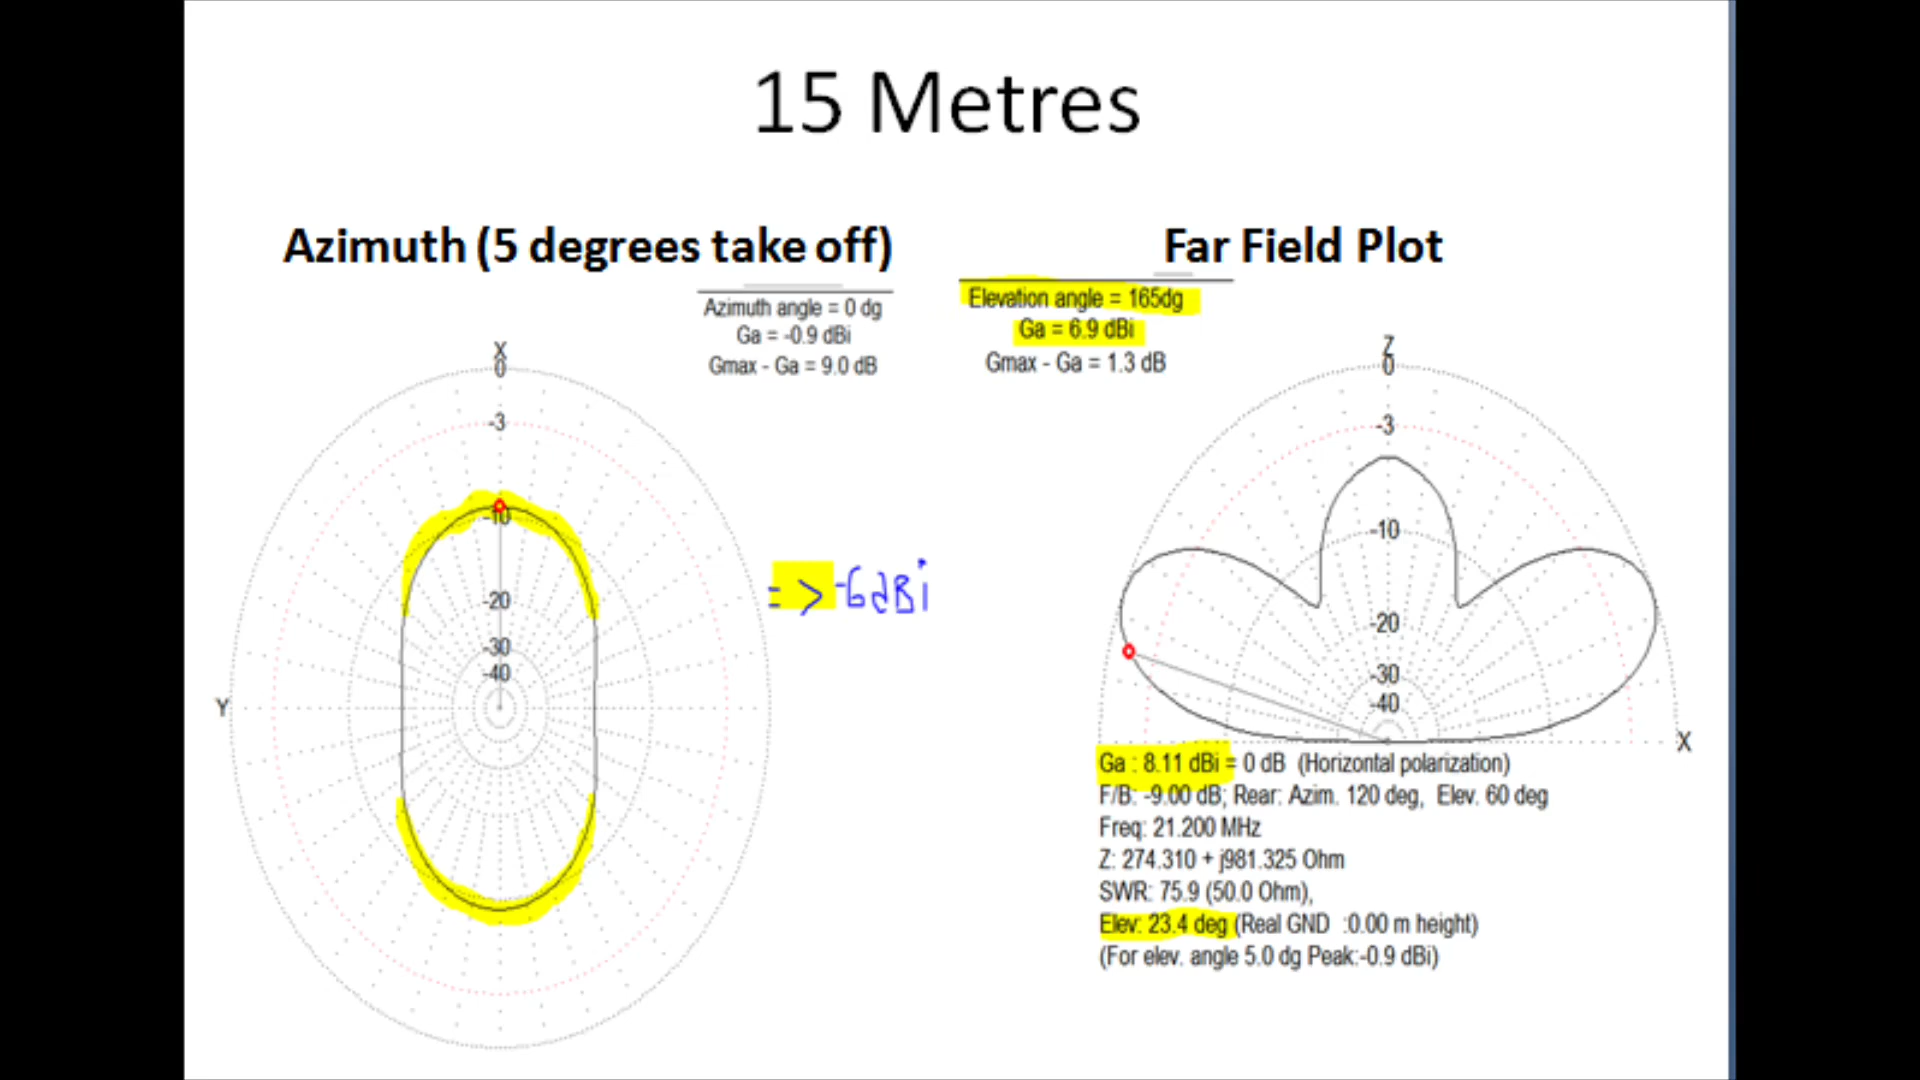 15 Metres
Azimuth (5 degrees take off)
Azimuth angle = 0 dg
Ga = -0.9 dBi
Gmax - Ga = 9.0 dB
X
0
-3
-10
-20
-30
-40
Y
=> -6dBi
Far Field Plot
Elevation angle = 165dg
Ga = 6.9 dBi
Gmax - Ga = 1.3 dB
Z
0
-3
-10
-20
-30
-40
X
Ga : 8.11 dBi = 0 dB (Horizontal polarization)
F/B: -9.00 dB; Rear: Azim. 120 deg, Elev. 60 deg
Freq: 21.200 MHz
Z: 274.310 + j981.325 Ohm
SWR: 75.9 (50.0 Ohm),
Elev: 23.4 deg (Real GND :0.00 m height)
(For elev. angle 5.0 dg Peak:-0.9 dBi)